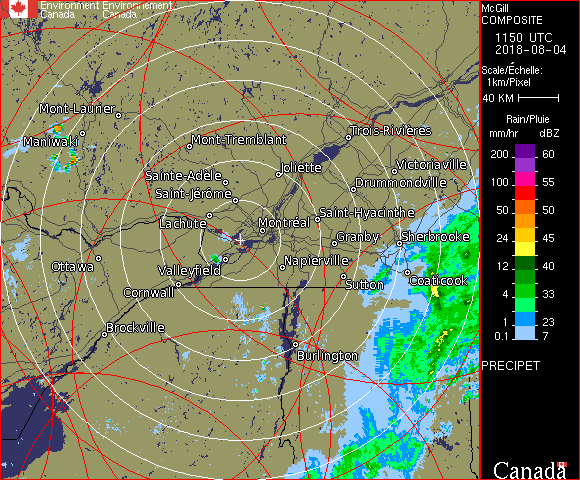 Environment Environnement
Canada Canada
McGill
COMPOSITE
1150 UTC
2018-08-04
Scale/Échelle:
1km/Pixel
40 KM
Rain/Pluie
mm/hr dBZ
200 60
150 57
100 55
50 50
24 45
12 40
4 33
1 23
0.1 7
PRECIPET
Canada
Mont-Laurier
Maniwaki
Mont-Tremblant
Trois-Rivières
Sainte-Adèle
Joliette
Victoriaville
Saint-Jérôme
Drummondville
Lachute
Saint-Hyacinthe
Montréal
Granby
Sherbrooke
Ottawa
Valleyfield
Napierville
Cornwall
Sutton
Coaticook
Brockville
Burlington